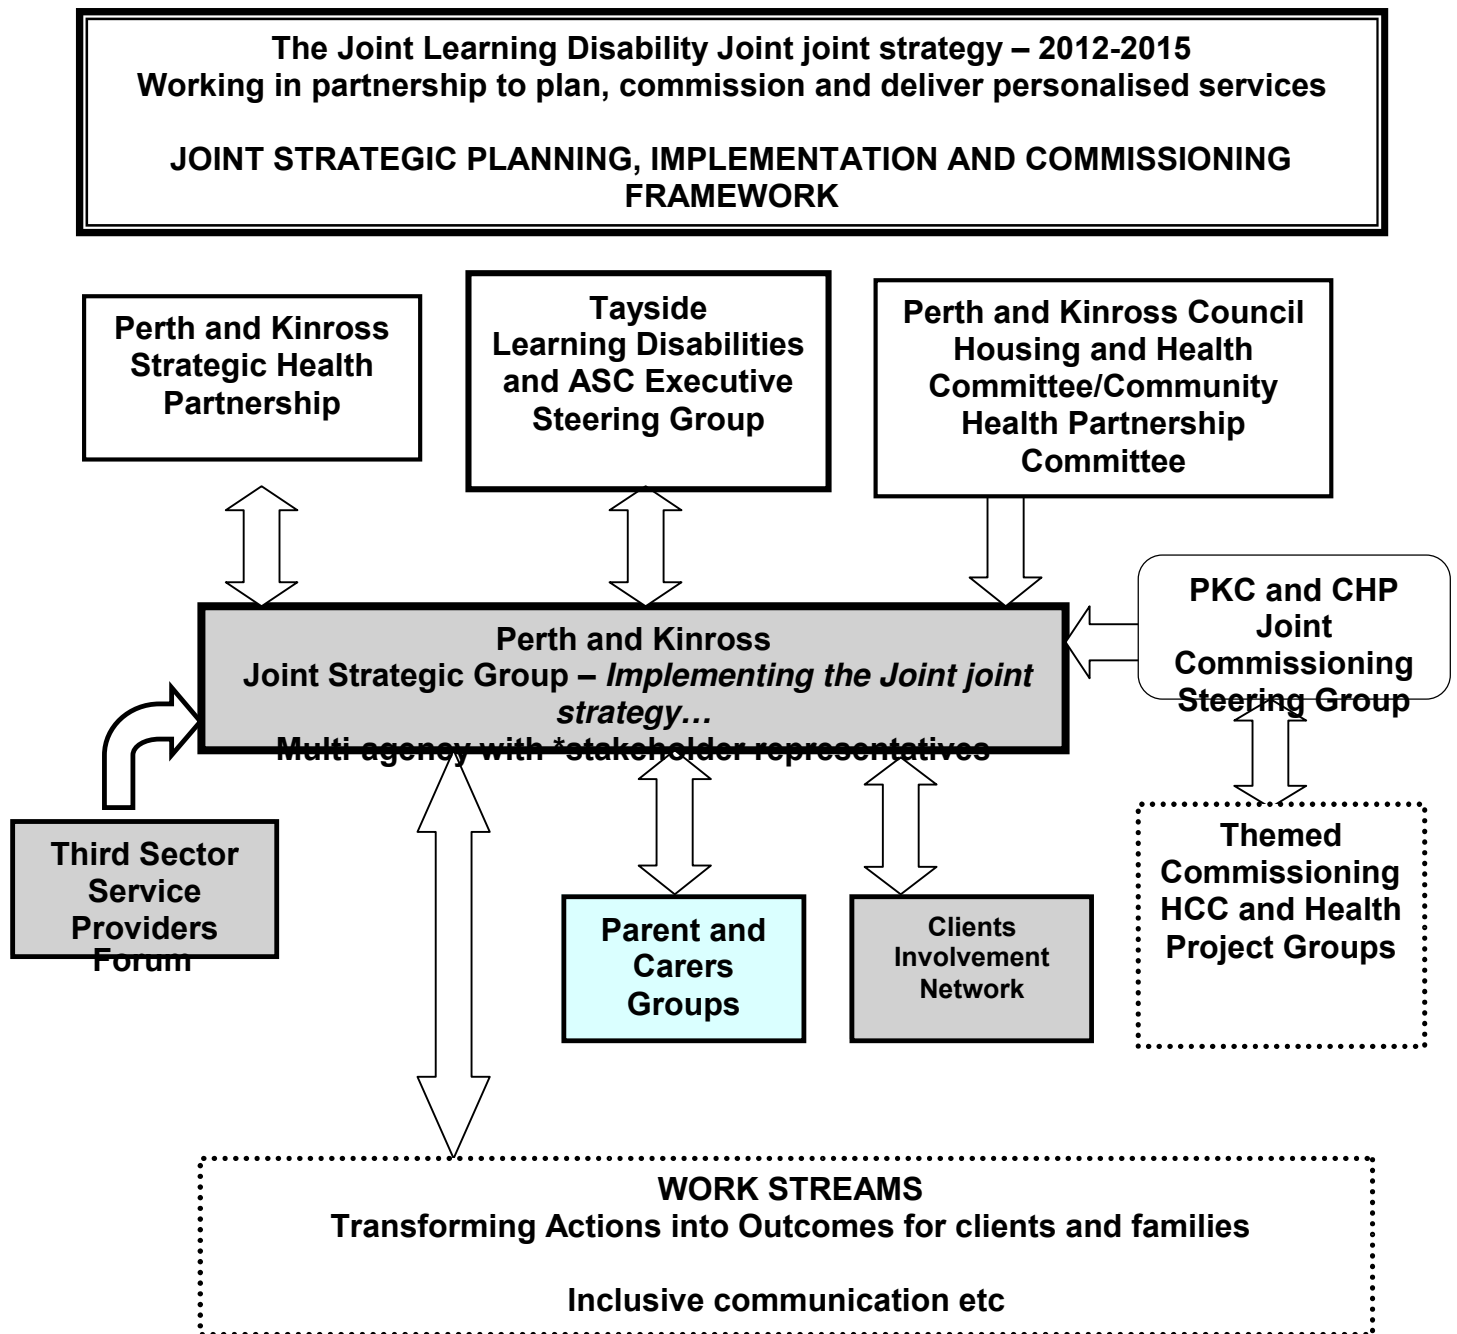 The Joint Learning Disability Joint joint strategy – 2012-2015
Working in partnership to plan, commission and deliver personalised services
JOINT STRATEGIC PLANNING, IMPLEMENTATION AND COMMISSIONING
FRAMEWORK
Perth and Kinross
Strategic Health
Partnership
Tayside
Learning Disabilities
and ASC Executive
Steering Group
Perth and Kinross Council
Housing and Health
Committee/Community
Health Partnership
Committee
PKC and CHP
Joint
Commissioning
Steering Group
Perth and Kinross
Joint Strategic Group – Implementing the Joint joint
strategy…
Multi-agency with *stakeholder representatives
Third Sector
Service
Providers
Forum
Parent and
Carers
Groups
Clients
Involvement
Network
Themed
Commissioning
HCC and Health
Project Groups
WORK STREAMS
Transforming Actions into Outcomes for clients and families
Inclusive communication etc